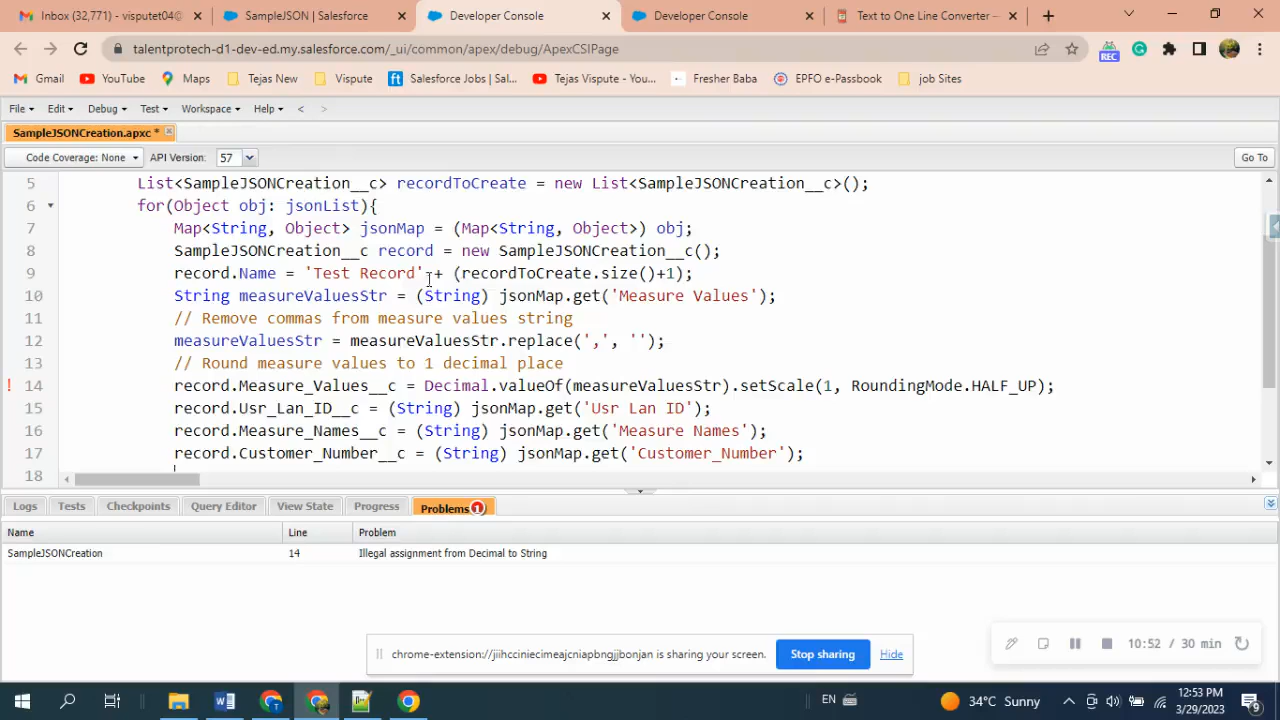 Inbox (32,771) - visputet04@
SampleJSON | Salesforce
Developer Console
Developer Console
Text to One Line Converter –
talentprotech-d1-dev-ed.my.salesforce.com/_ui/common/apex/debug/ApexCSIPage
REC
Gmail
YouTube
Maps
Tejas New
Vispute
Salesforce Jobs | Sal...
Tejas Vispute - You...
Fresher Baba
EPFO e-Passbook
job Sites
File
Edit
Debug
Test
Workspace
Help
<
>
SampleJSONCreation.apxc *
Code Coverage: None
API Version:
57
Go To
5 List<SampleJSONCreation__c> recordToCreate = new List<SampleJSONCreation__c>();
6 for(Object obj: jsonList){
7 Map<String, Object> jsonMap = (Map<String, Object>) obj;
8 SampleJSONCreation__c record = new SampleJSONCreation__c();
9 record.Name = 'Test Record' + (recordToCreate.size()+1);
10 String measureValuesStr = (String) jsonMap.get('Measure Values');
11 // Remove commas from measure values string
12 measureValuesStr = measureValuesStr.replace(',', '');
13 // Round measure values to 1 decimal place
! 14 record.Measure_Values__c = Decimal.valueOf(measureValuesStr).setScale(1, RoundingMode.HALF_UP);
15 record.Usr_Lan_ID__c = (String) jsonMap.get('Usr Lan ID');
16 record.Measure_Names__c = (String) jsonMap.get('Measure Names');
17 record.Customer_Number__c = (String) jsonMap.get('Customer_Number');
18
Logs
Tests
Checkpoints
Query Editor
View State
Progress
Problems 1
Name
Line
Problem
SampleJSONCreation
14
Illegal assignment from Decimal to String
chrome-extension://jiihcciniecimeajcniapbngjjbonjan is sharing your screen.
Stop sharing
Hide
10:52 / 30 min
EN
34°C Sunny
12:53 PM
3/29/2023
9